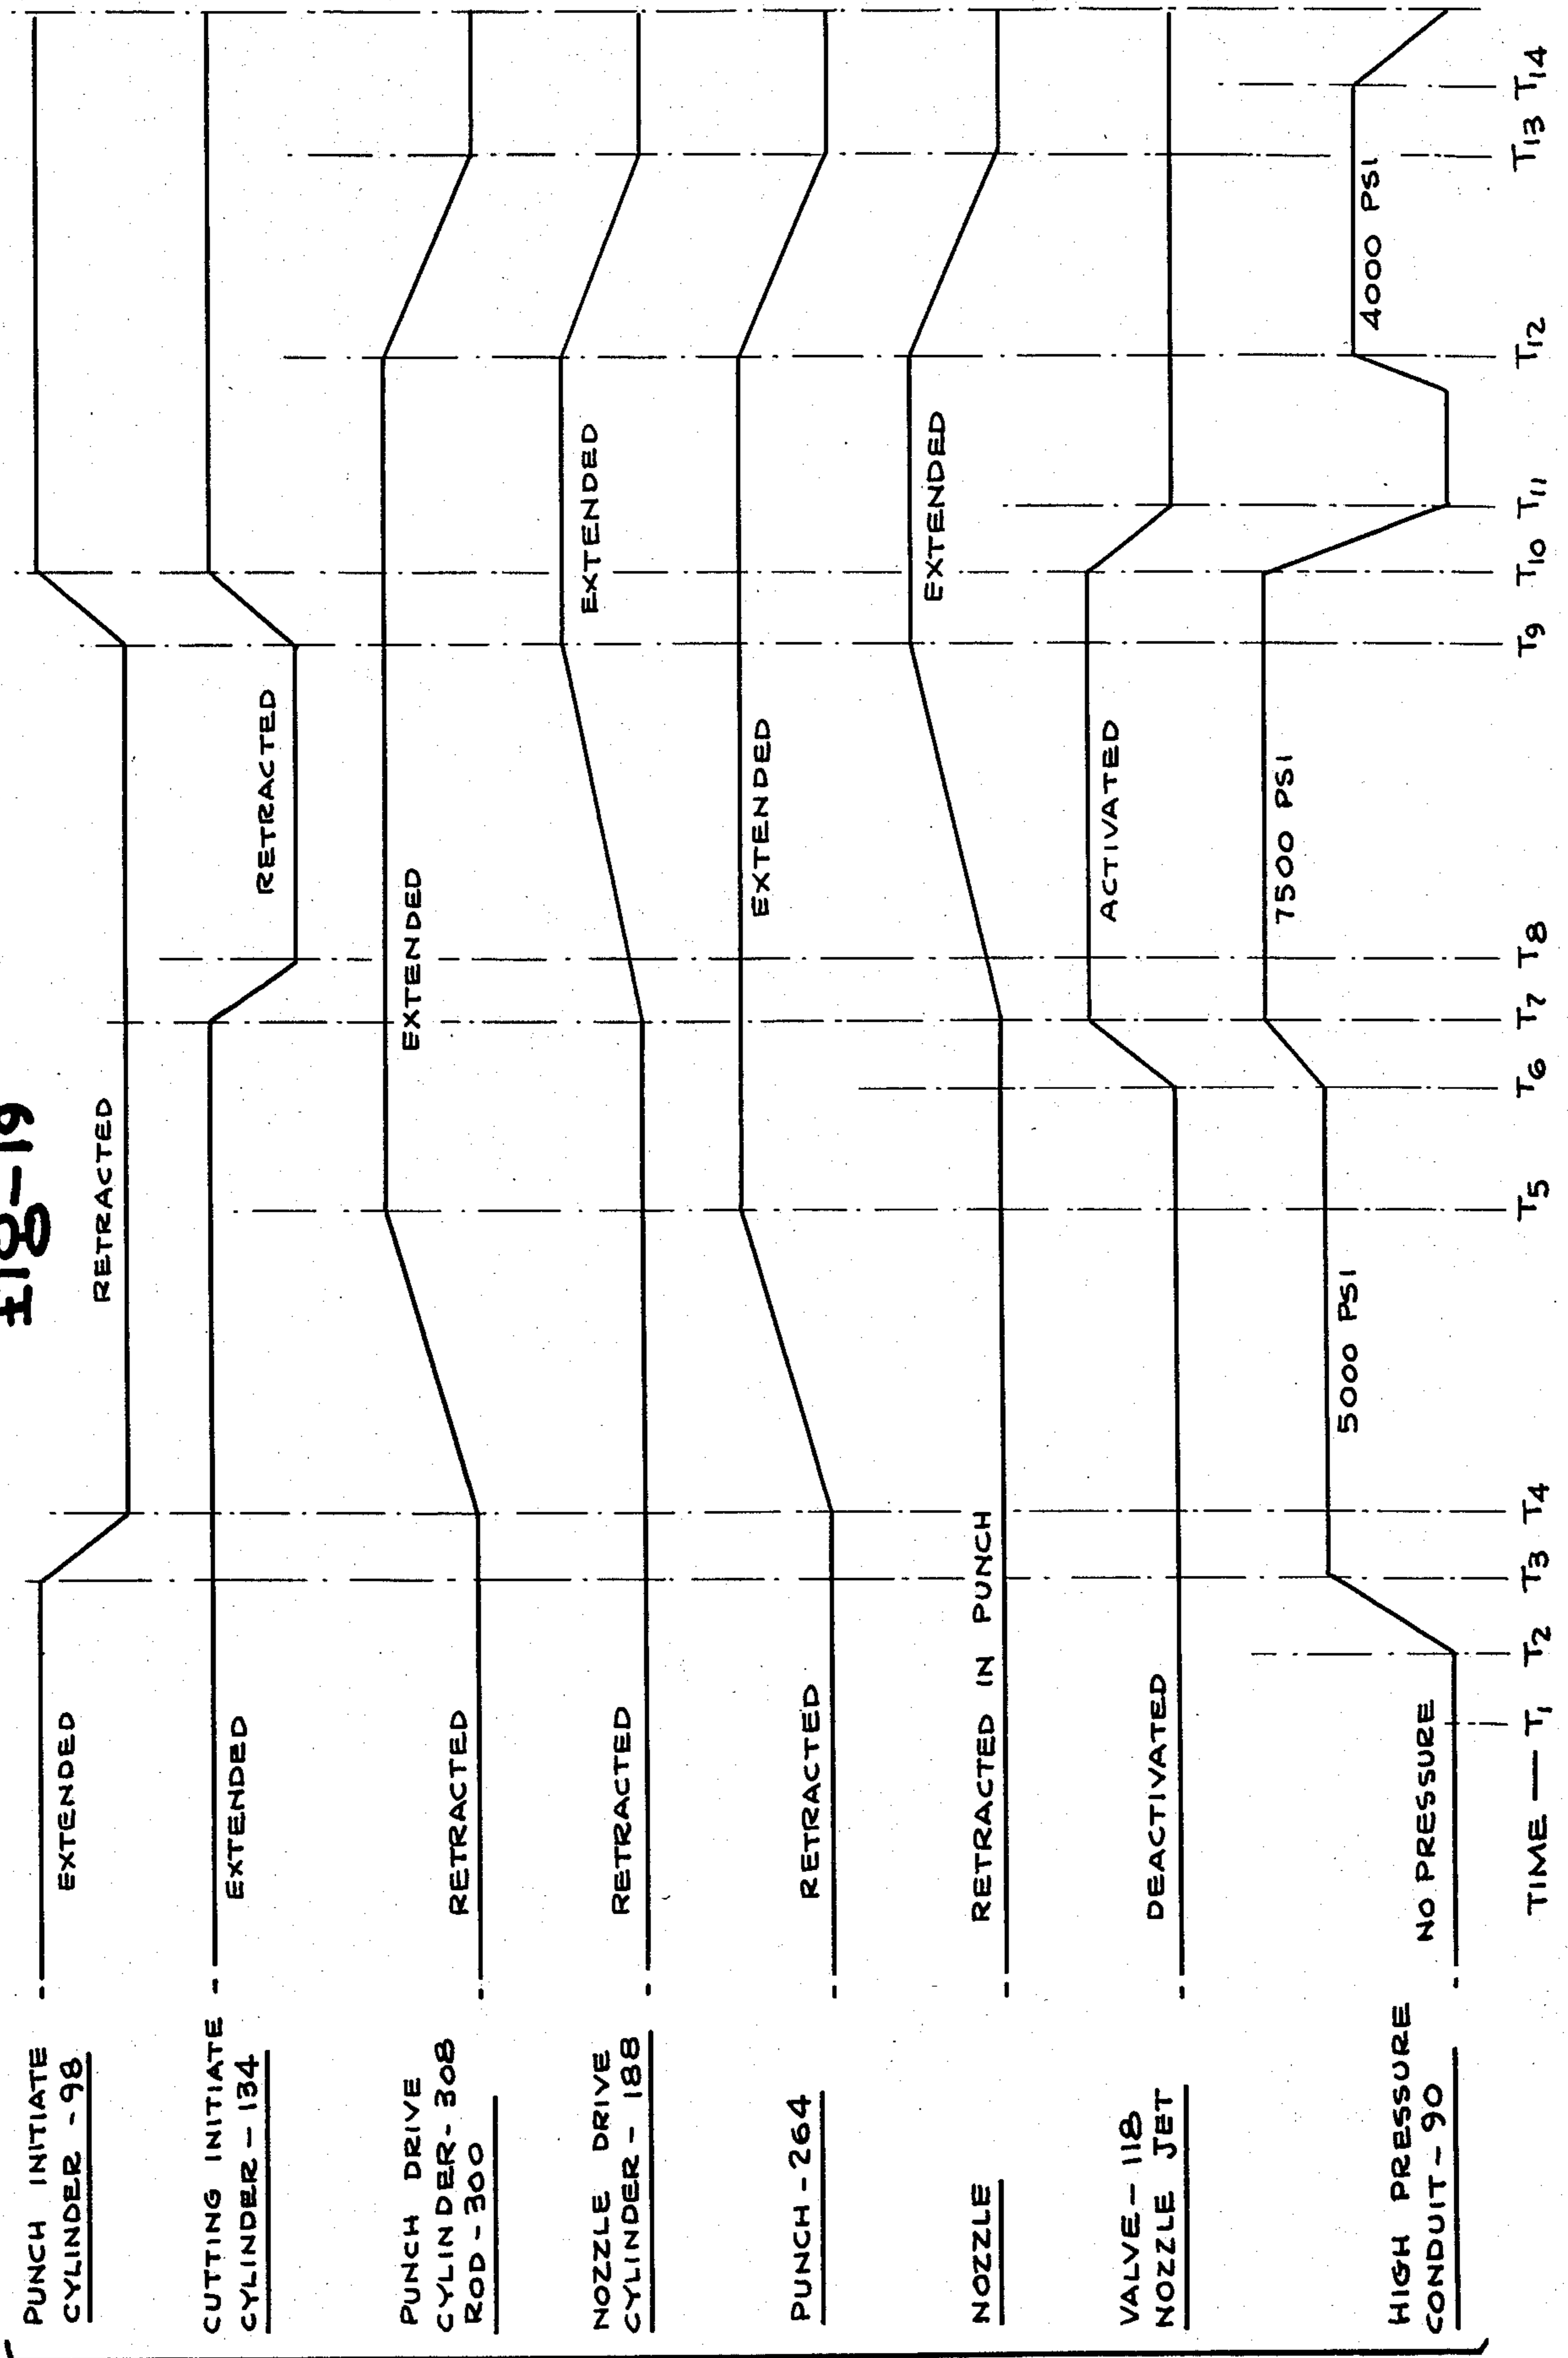 Fig-19
PUNCH INITIATE
CYLINDER - 98
EXTENDED
RETRACTED
CUTTING INITIATE
CYLINDER - 134
EXTENDED
RETRACTED
PUNCH DRIVE
CYLINDER - 308
ROD - 300
RETRACTED
EXTENDED
NOZZLE DRIVE
CYLINDER - 188
RETRACTED
EXTENDED
PUNCH - 264
RETRACTED
EXTENDED
NOZZLE
RETRACTED IN PUNCH
EXTENDED
VALVE - 118
NOZZLE JET
DEACTIVATED
ACTIVATED
HIGH PRESSURE
CONDUIT - 90
NO PRESSURE
5000 PSI
7500 PSI
4000 PSI
TIME — T1 T2 T3 T4 T5 T6 T7 T8 T9 T10 T11 T12 T13 T14